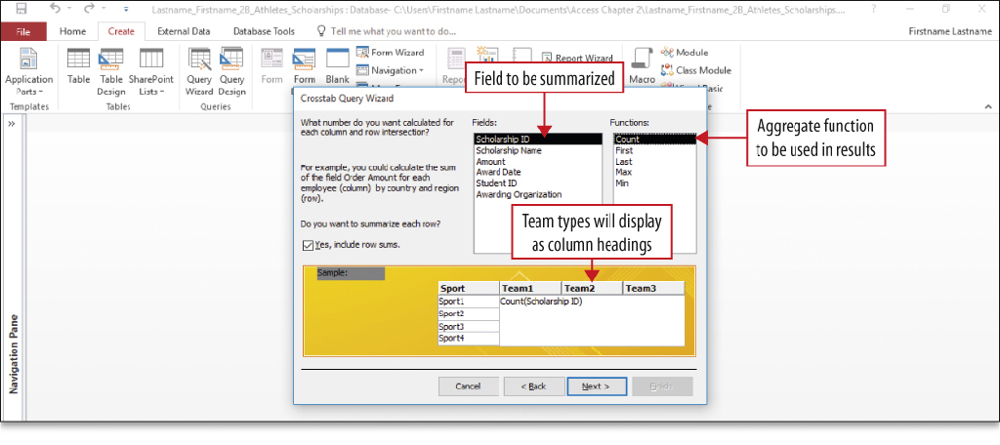 Lastname_Firstname_2B_Athletes_Scholarships : Database- C:\Users\Firstname Lastname\Documents\Access Chapter 2\Lastname_Firstname_2B_Athletes_Scholarships....
File Home Create External Data Database Tools Tell me what you want to do... Firstname Lastname
Application Parts
Table
Table Design
SharePoint Lists
Query Wizard
Query Design
Form
Blank
Form Wizard
Navigation
Report Wizard
Macro
Module
Class Module
Basic
Templates Tables Queries
Field to be summarized
Crosstab Query Wizard
What number do you want calculated for
each column and row intersection?
For example, you could calculate the sum
of the field Order Amount for each
employee (column) by country and region
(row).
Do you want to summarize each row?
Yes, include row sums.
Fields:
Scholarship ID
Scholarship Name
Amount
Award Date
Student ID
Awarding Organization
Functions:
Count
First
Last
Max
Min
Aggregate function
to be used in results
Team types will display
as column headings
Sample:
Sport Team1 Team2 Team3
Sport1 Count(Scholarship ID)
Sport2
Sport3
Sport4
Cancel < Back Next > Finish
Navigation Pane